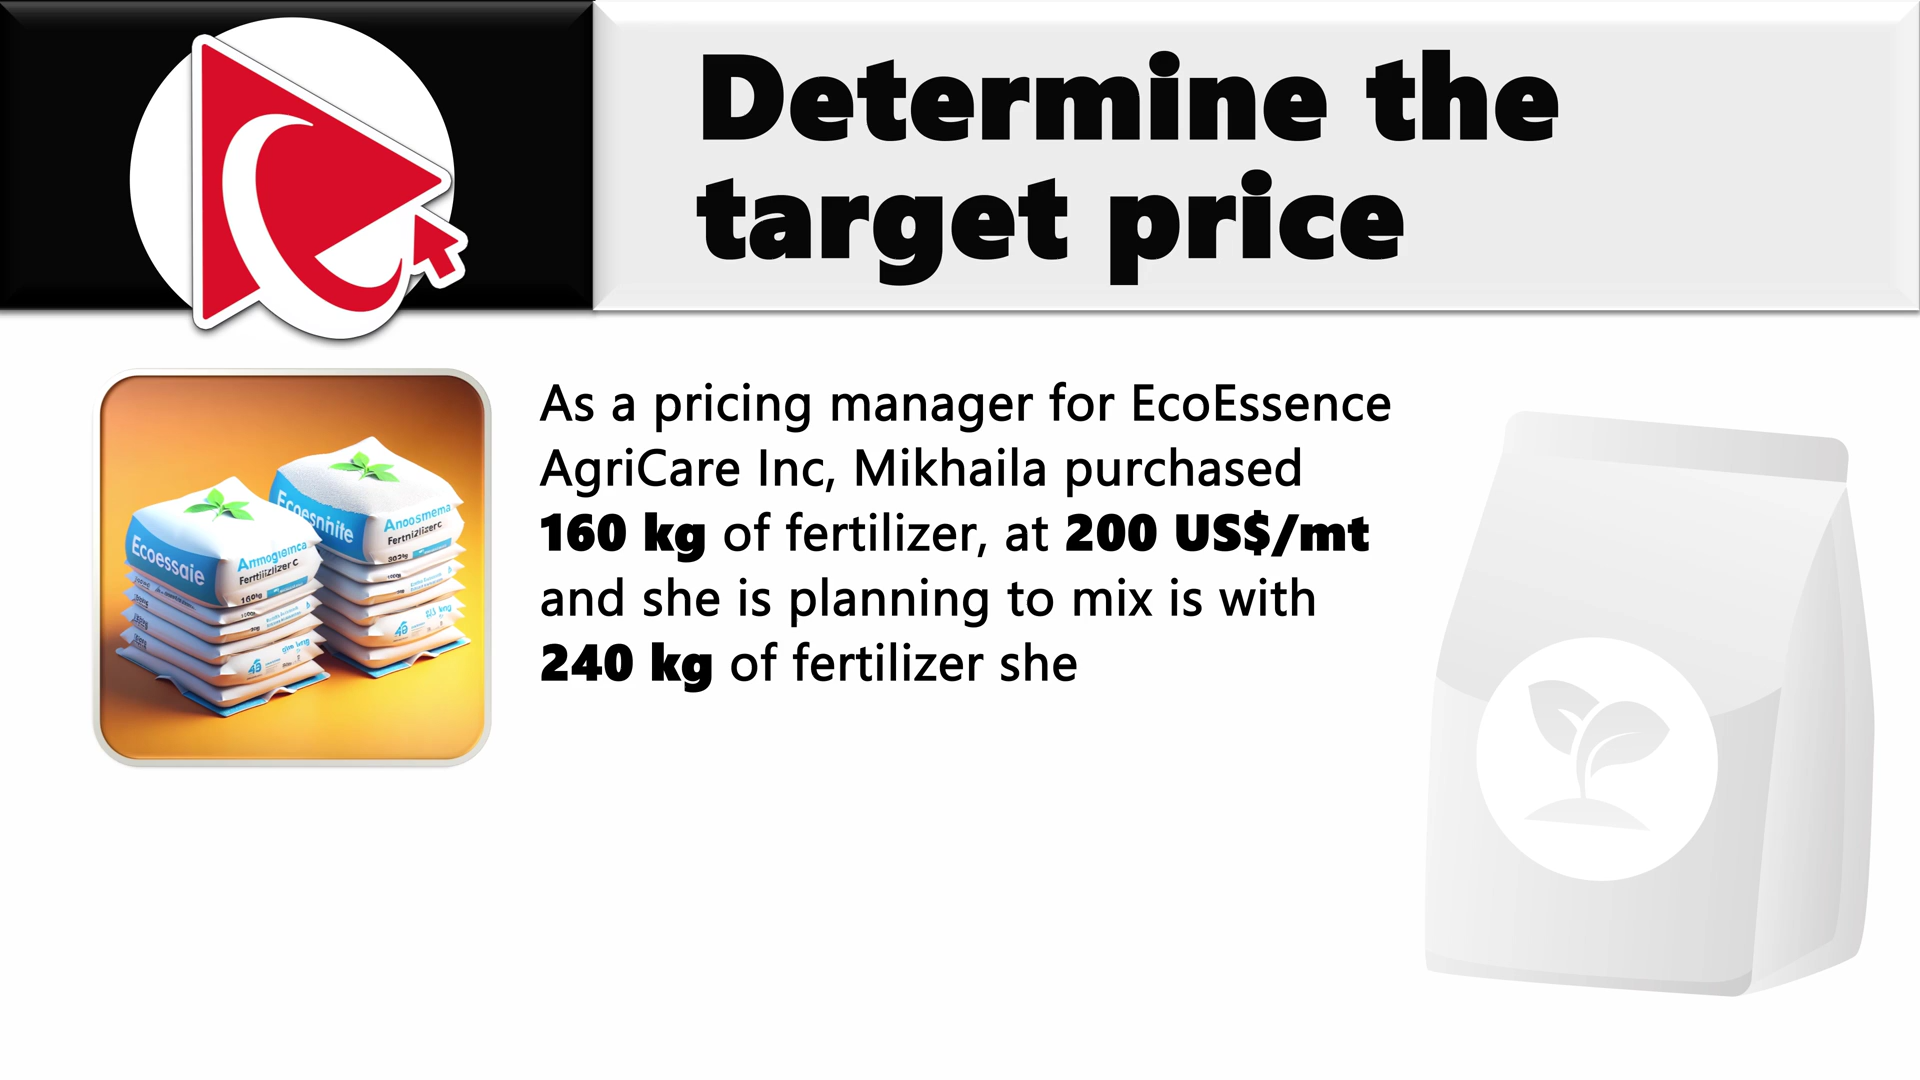 Determine the
target price
As a pricing manager for EcoEssence
AgriCare Inc, Mikhaila purchased
160 kg of fertilizer, at 200 US$/mt
and she is planning to mix is with
240 kg of fertilizer she
Ecoessaie